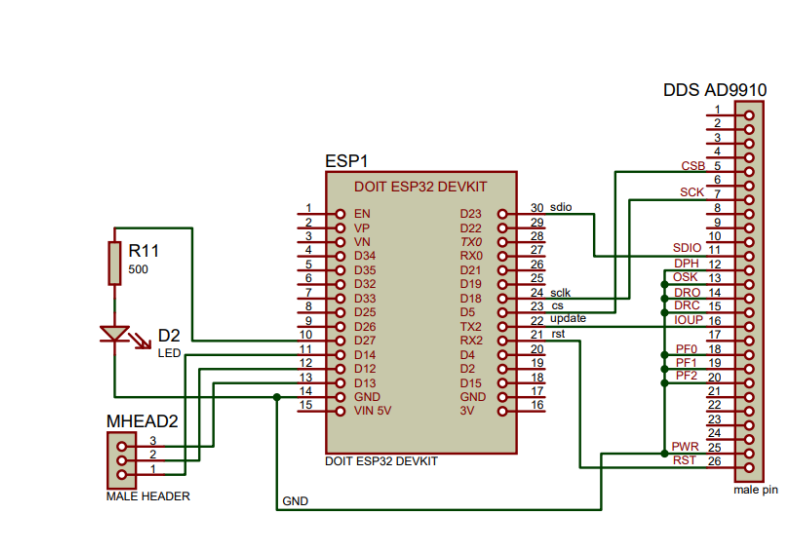 DDS AD9910
1
2
3
4
CSB 5
6
SCK 7
8
9
10
SDIO 11
DPH 12
OSK 13
DRO 14
DRC 15
IOUP 16
17
PF0 18
PF1 19
PF2 20
21
22
23
24
PWR 25
RST 26
male pin
ESP1
DOIT ESP32 DEVKIT
1 EN D23 30 sdio
2 VP D22 29
3 VN TX0 28
4 D34 RX0 27
5 D35 D21 26
6 D32 D19 25
7 D33 D18 24 sclk
8 D25 D5 23 cs
9 D26 TX2 22 update
10 D27 RX2 21 rst
11 D14 D4 20
12 D12 D2 19
13 D13 D15 18
14 GND GND 17
15 VIN 5V 3V 16
DOIT ESP32 DEVKIT
R11
500
D2
LED
MHEAD2
3
2
1
MALE HEADER
GND